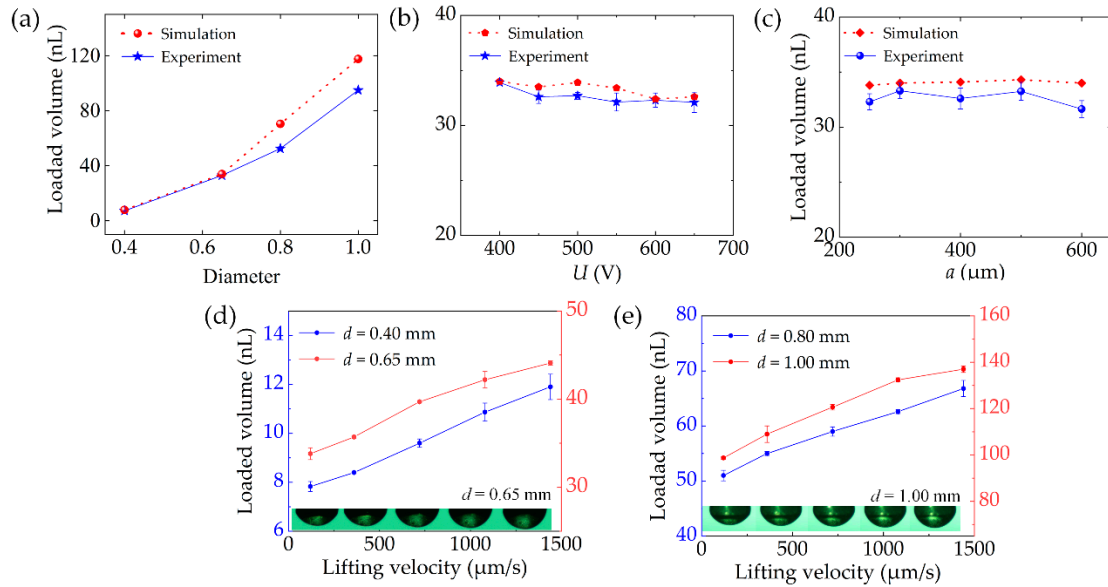 (a)
Loadad volume (nL)
120
80
40
0
Simulation
Experiment
0.4
0.6
0.8
1.0
Diameter
(b)
40
30
20
Simulation
Experiment
400
500
600
700
U (V)
(c)
Loadad volume (nL)
40
30
20
Simulation
Experiment
200
400
600
a (μm)
(d)
Loaded volume (nL)
14
12
10
8
6
d = 0.40 mm
d = 0.65 mm
50
40
30
d = 0.65 mm
0
500
1000
1500
Lifting velocity (μm/s)
(e)
Loadad volume (nL)
80
70
60
50
40
d = 0.80 mm
d = 1.00 mm
160
140
120
100
80
d = 1.00 mm
0
500
1000
1500
Lifting velocity (μm/s)